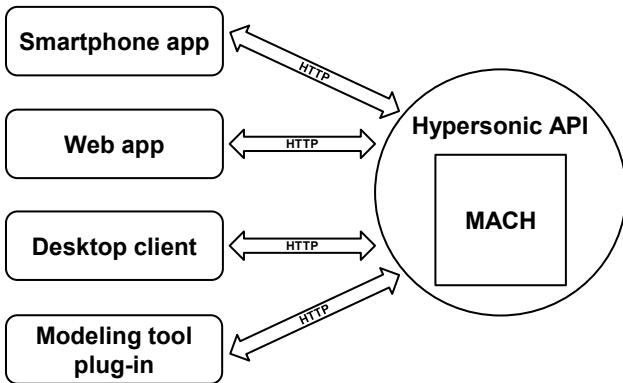 Smartphone app
HTTP
Web app
HTTP
Desktop client
HTTP
Modeling tool
plug-in
HTTP
Hypersonic API
MACH